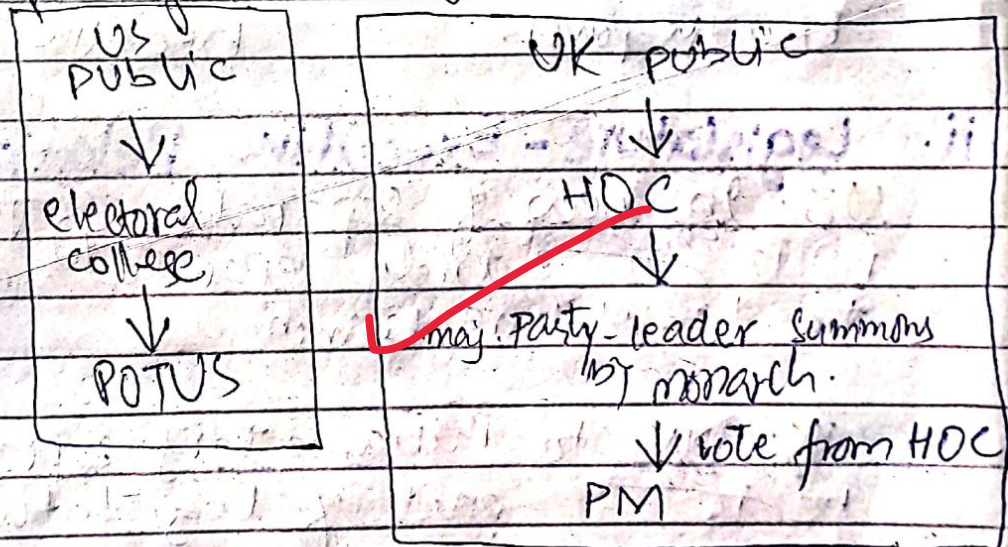 US
public
electoral
college
POTUS
UK public
HOC
maj. Party-leader summons
by monarch.
vote from HOC
PM